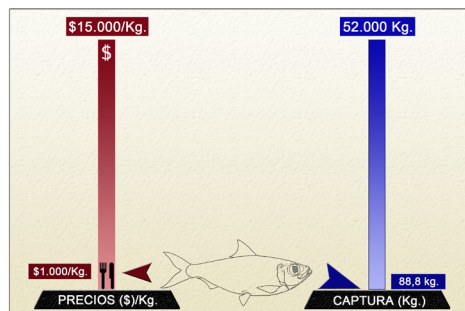 $15.000/Kg.
52.000 Kg.
$
$1.000/Kg.
88,8 kg.
PRECIOS ($)/Kg.
CAPTURA (Kg.)